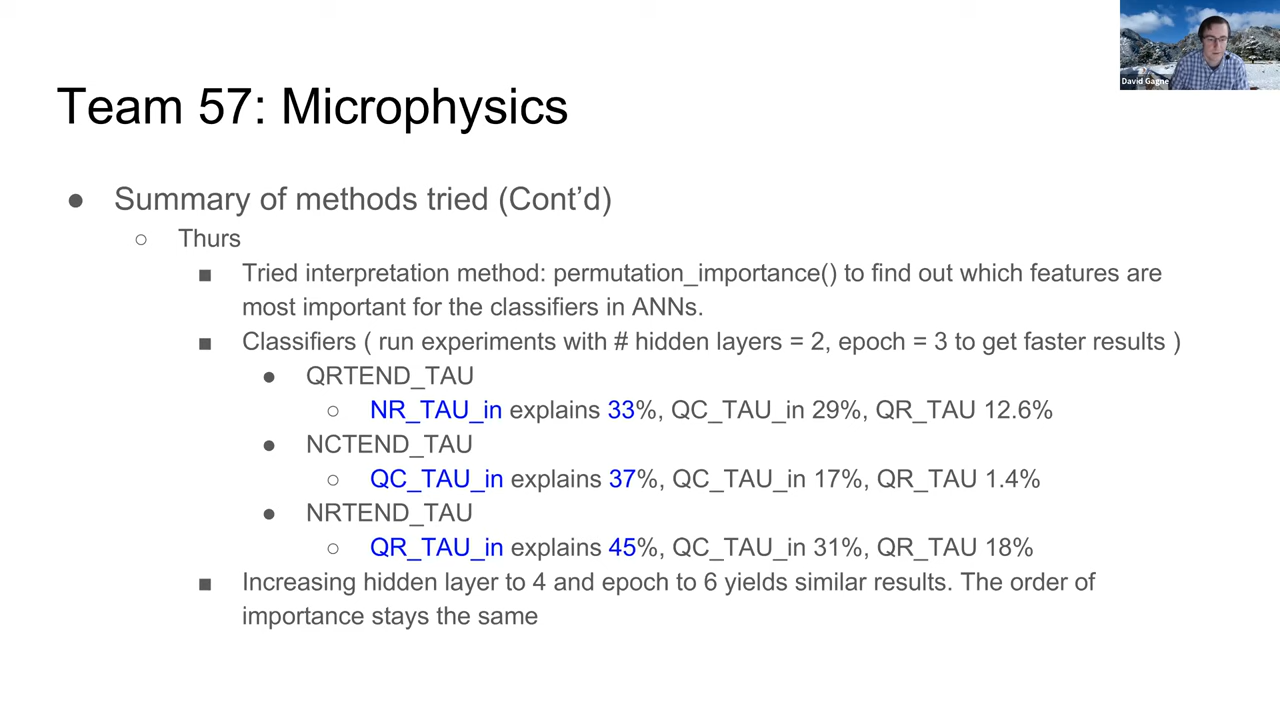 David Gagne
Team 57: Microphysics
● Summary of methods tried (Cont’d)
○ Thurs
■ Tried interpretation method: permutation_importance() to find out which features are
most important for the classifiers in ANNs.
■ Classifiers ( run experiments with # hidden layers = 2, epoch = 3 to get faster results )
● QRTEND_TAU
○ NR_TAU_in explains 33%, QC_TAU_in 29%, QR_TAU 12.6%
● NCTEND_TAU
○ QC_TAU_in explains 37%, QC_TAU_in 17%, QR_TAU 1.4%
● NRTEND_TAU
○ QR_TAU_in explains 45%, QC_TAU_in 31%, QR_TAU 18%
■ Increasing hidden layer to 4 and epoch to 6 yields similar results. The order of
importance stays the same